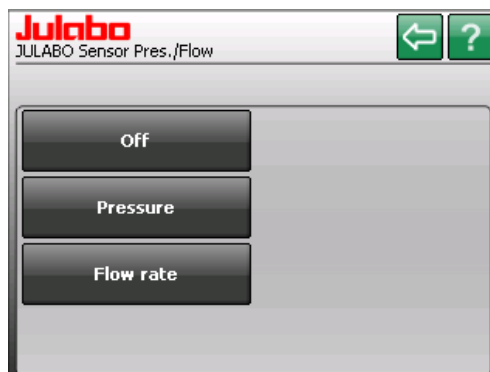 Julabo
JULABO Sensor Pres./Flow
?
Off
Pressure
Flow rate